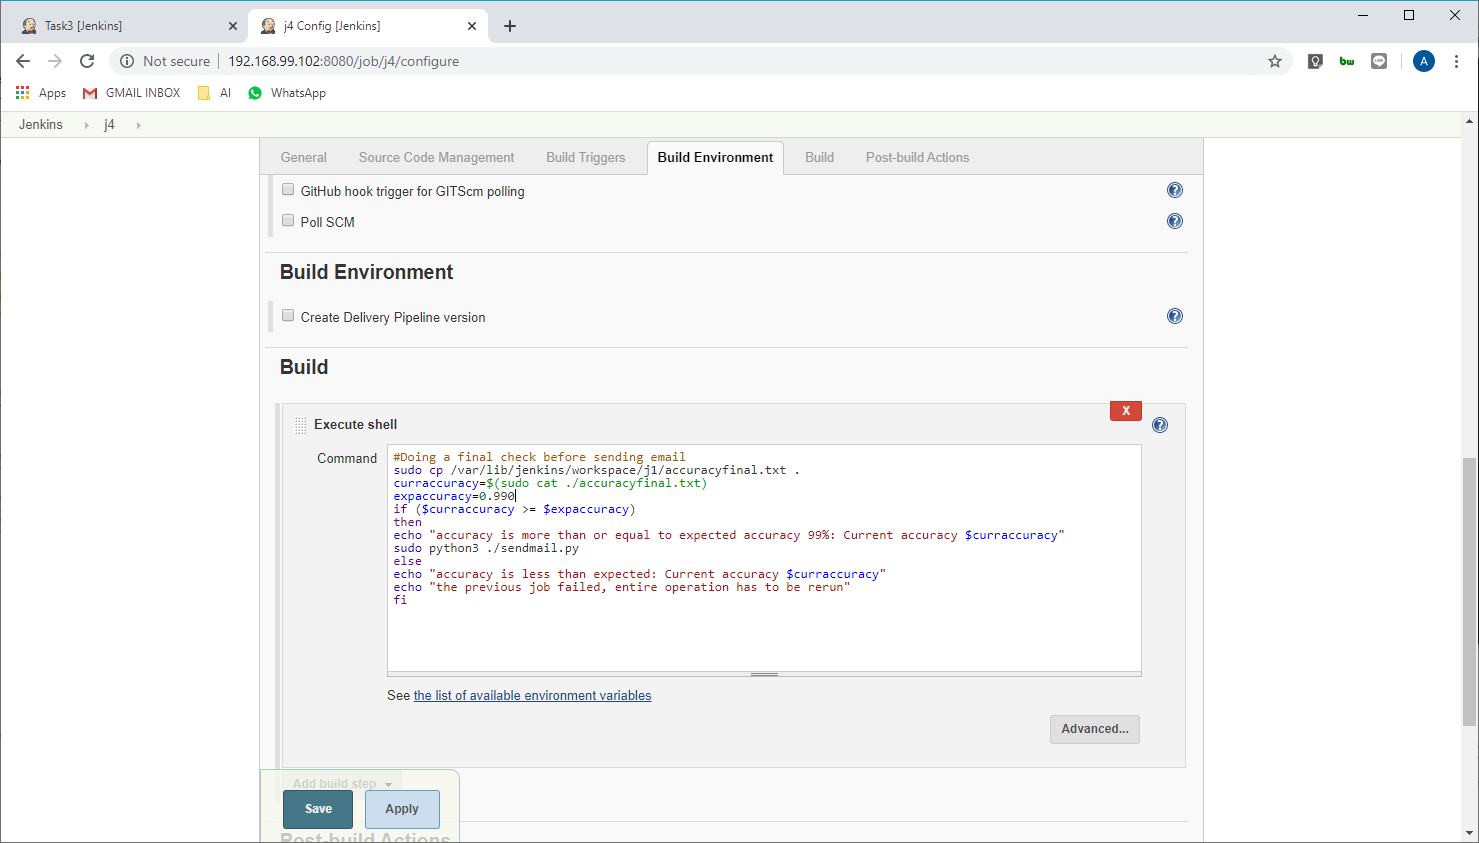 Task3 [Jenkins]
j4 Config [Jenkins]
Not secure
192.168.99.102:8080/job/j4/configure
bw
A
Apps
GMAIL INBOX
AI
WhatsApp
Jenkins
j4
General
Source Code Management
Build Triggers
Build Environment
Build
Post-build Actions
GitHub hook trigger for GITScm polling
?
Poll SCM
?
Build Environment
Create Delivery Pipeline version
?
Build
X
Execute shell
?
Command
#Doing a final check before sending email
sudo cp /var/lib/jenkins/workspace/j1/accuracyfinal.txt .
curraccuracy=$(sudo cat ./accuracyfinal.txt)
expaccuracy=0.990
if ($curraccuracy >= $expaccuracy)
then
echo "accuracy is more than or equal to expected accuracy 99%: Current accuracy $curraccuracy"
sudo python3 ./sendmail.py
else
echo "accuracy is less than expected: Current accuracy $curraccuracy"
echo "the previous job failed, entire operation has to be rerun"
fi
See the list of available environment variables
Advanced...
Add build step
Save
Apply
Post-build Actions